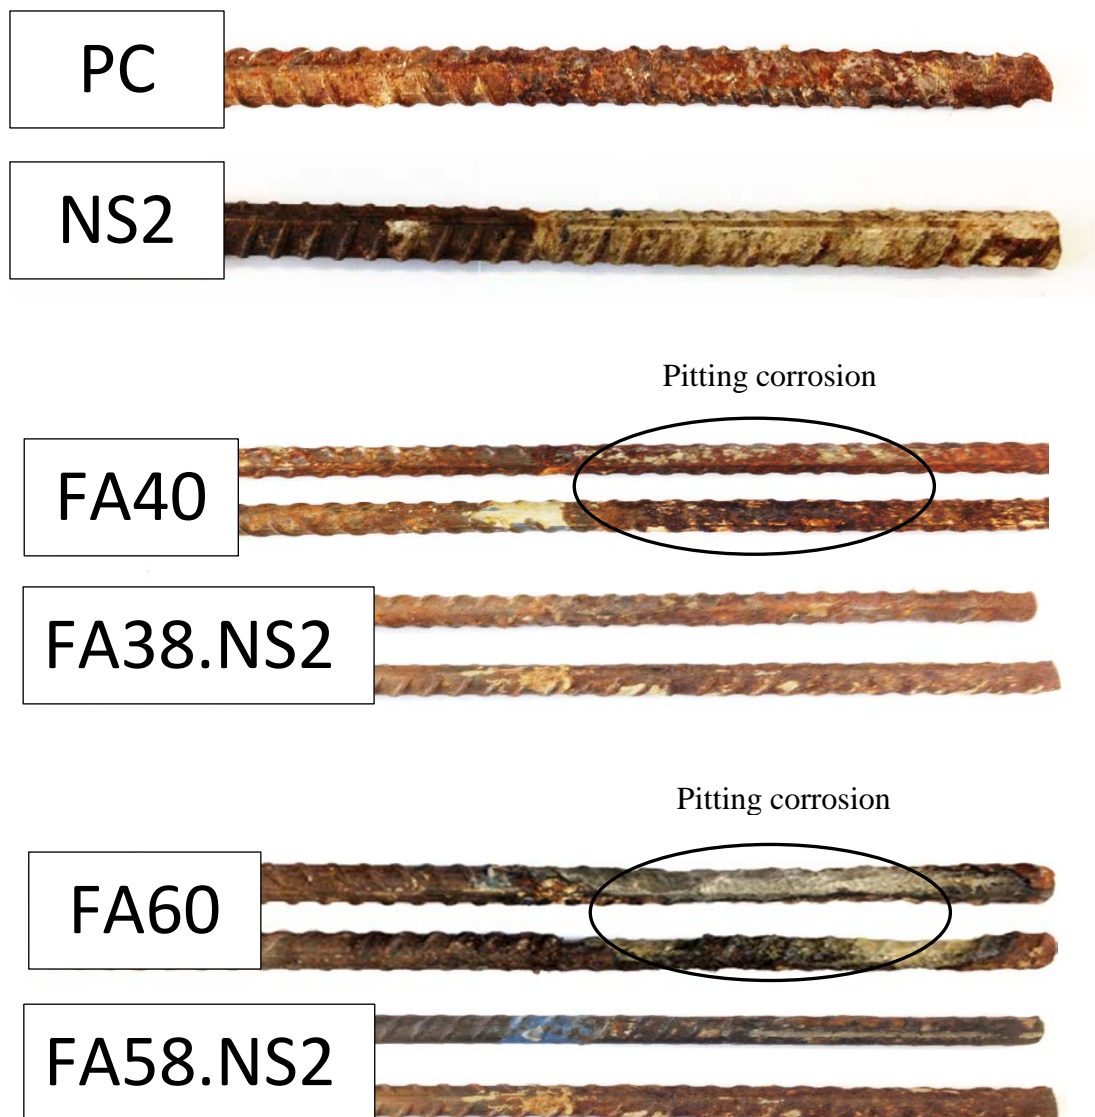 PC
NS2
Pitting corrosion
FA40
FA38.NS2
Pitting corrosion
FA60
FA58.NS2